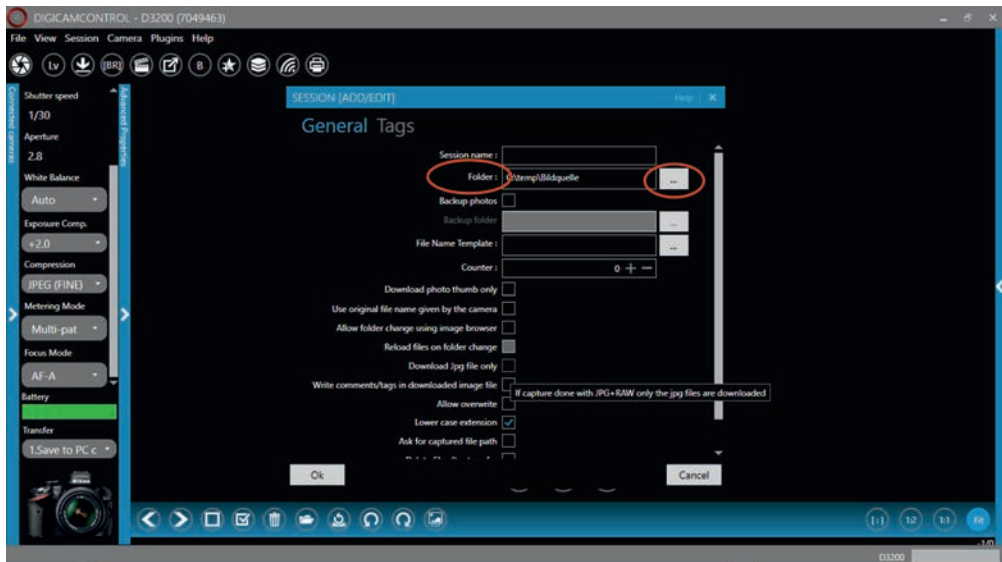 DIGICAMCONTROL - D3200 (7049463)
File View Session Camera Plugins Help
Lv [BR] B
Connected cameras
Shutter speed
1/30
Aperture
2.8
White Balance
Auto
Exposure Comp.
+2.0
Compression
JPEG (FINE)
Metering Mode
Multi-pat
Focus Mode
AF-A
Battery
Transfer
1.Save to PC c
Advanced Properties
SESSION [ADD/EDIT] Help
General Tags
Session name :
Folder : C:\temp\Bildquelle ...
Backup photos
Backup folder ...
File Name Template : ...
Counter : 0 + −
Download photo thumb only
Use original file name given by the camera
Allow folder change using image browser
Reload files on folder change
Download Jpg file only
Write comments/tags in downloaded image file
If capture done with JPG+RAW only the jpg files are downloaded
Allow overwrite
Lower case extension
Ask for captured file path
Ok Cancel
Nikon
1:2 1:1 Fit
-1/0
D3200